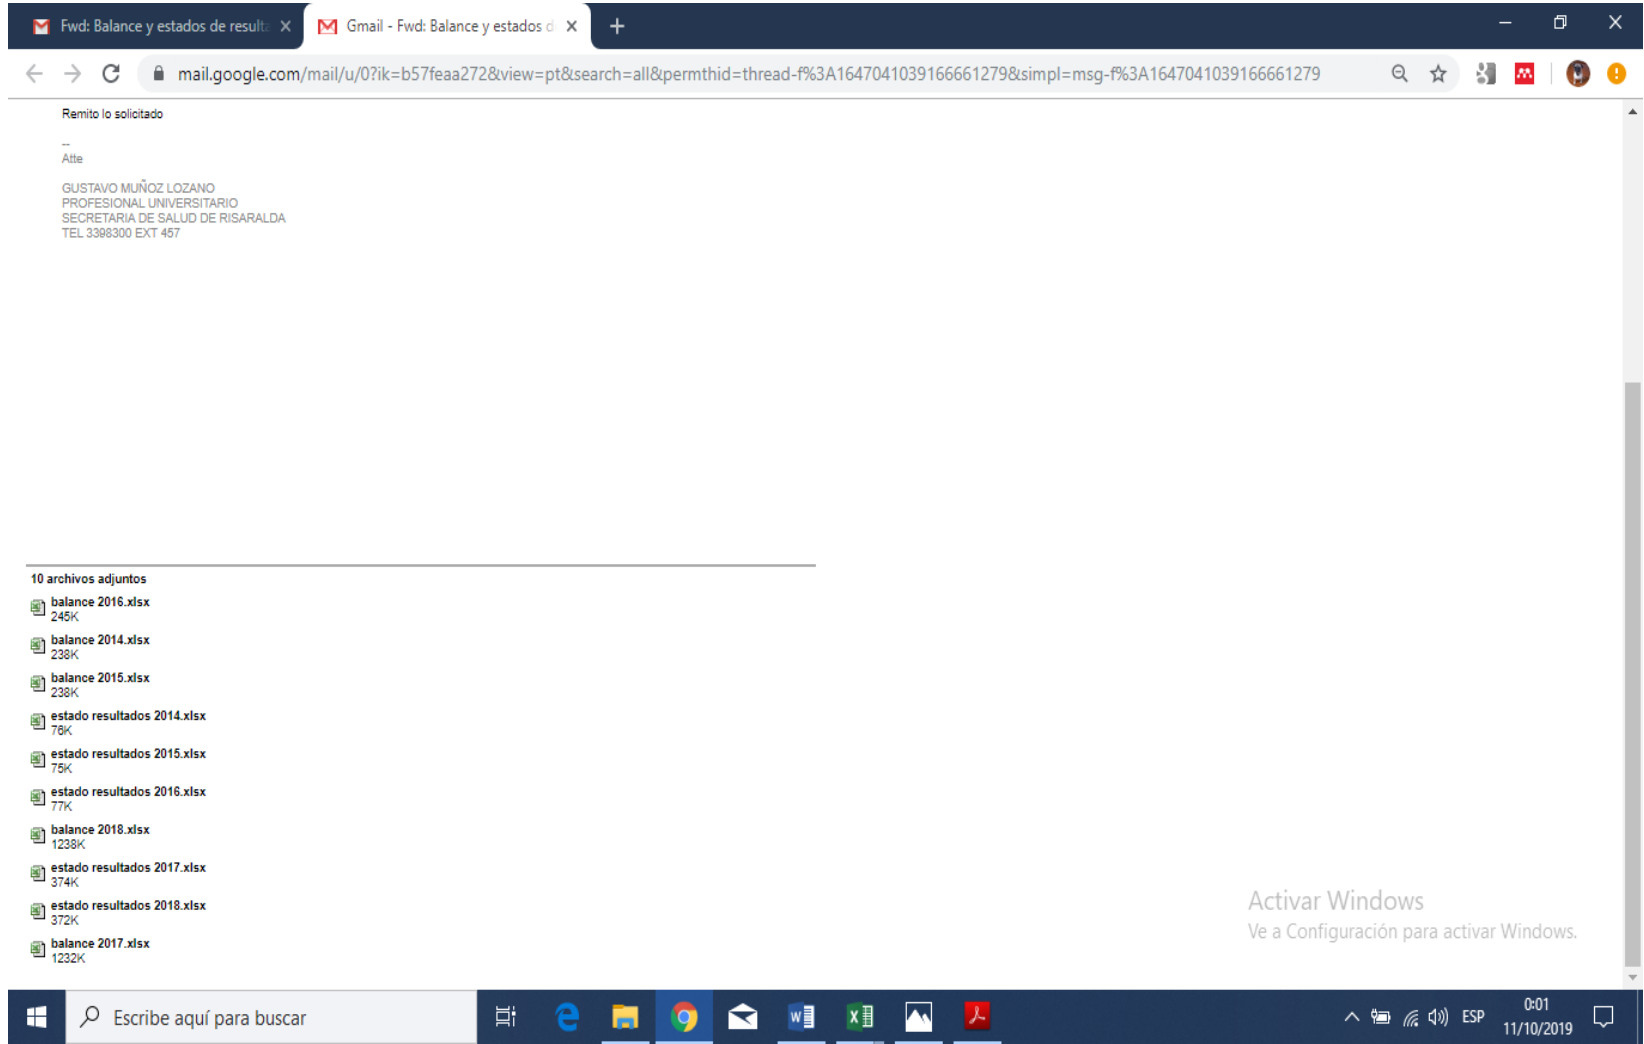 Fwd: Balance y estados de resulta
Gmail - Fwd: Balance y estados d
mail.google.com/mail/u/0?ik=b57feaa272&view=pt&search=all&permthid=thread-f%3A1647041039166661279&simpl=msg-f%3A1647041039166661279
Remito lo solicitado
--
Atte
GUSTAVO MUÑOZ LOZANO
PROFESIONAL UNIVERSITARIO
SECRETARIA DE SALUD DE RISARALDA
TEL 3398300 EXT 457
10 archivos adjuntos
balance 2016.xlsx
245K
balance 2014.xlsx
238K
balance 2015.xlsx
238K
estado resultados 2014.xlsx
76K
estado resultados 2015.xlsx
75K
estado resultados 2016.xlsx
77K
balance 2018.xlsx
1238K
estado resultados 2017.xlsx
374K
estado resultados 2018.xlsx
372K
balance 2017.xlsx
1232K
Activar Windows
Ve a Configuración para activar Windows.
Escribe aquí para buscar
ESP
0:01
11/10/2019